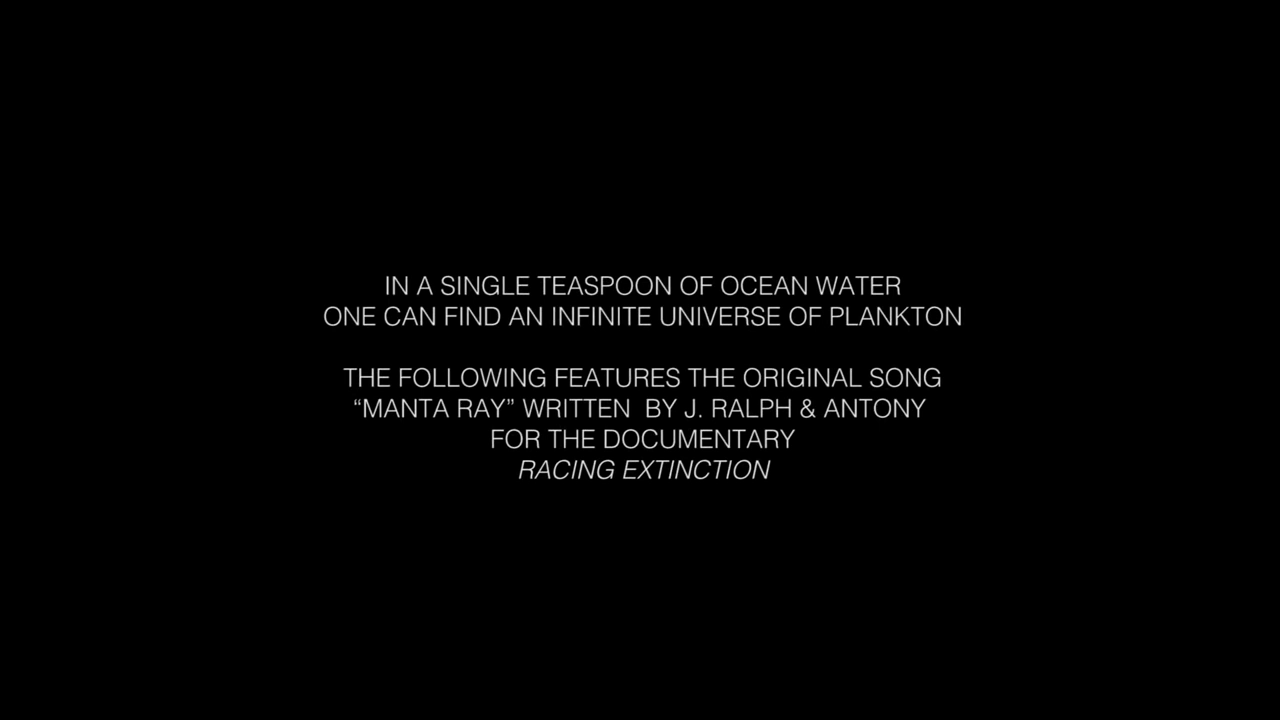 IN A SINGLE TEASPOON OF OCEAN WATER
ONE CAN FIND AN INFINITE UNIVERSE OF PLANKTON
THE FOLLOWING FEATURES THE ORIGINAL SONG
“MANTA RAY” WRITTEN  BY J. RALPH & ANTONY
FOR THE DOCUMENTARY
RACING EXTINCTION